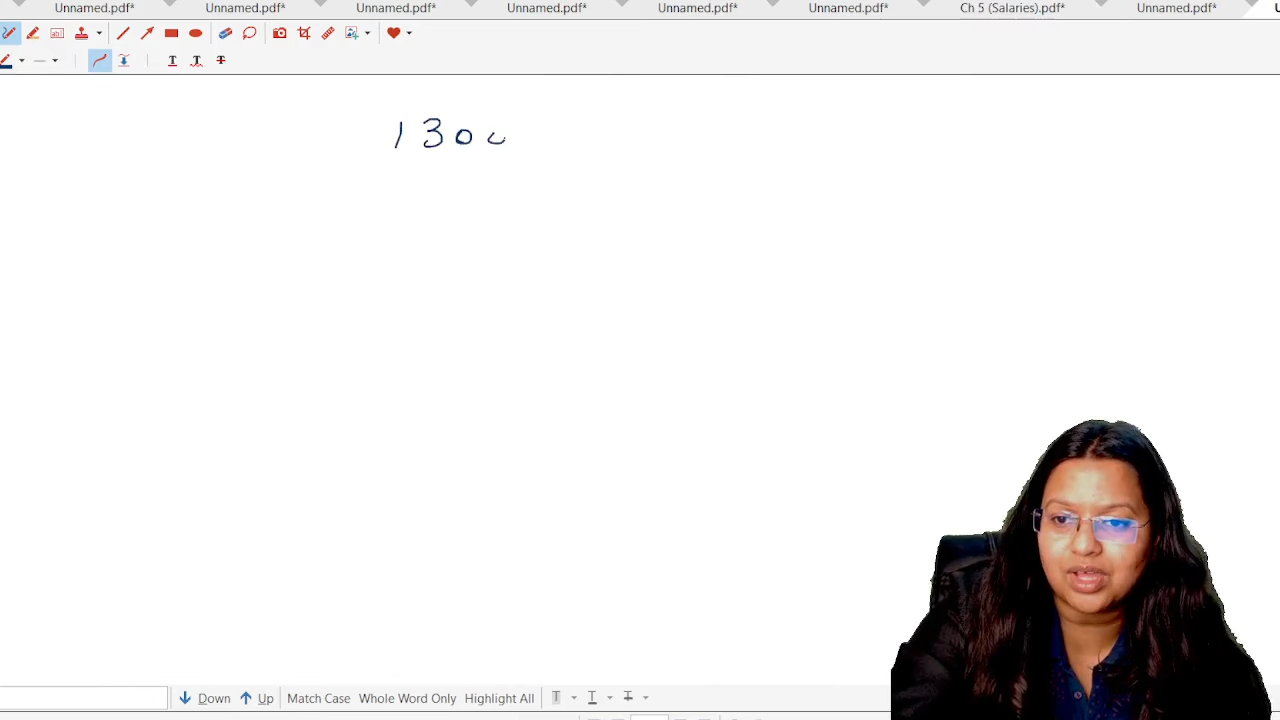 Unnamed.pdf* Unnamed.pdf* Unnamed.pdf* Unnamed.pdf* Unnamed.pdf* Unnamed.pdf* Ch 5 (Salaries).pdf* Unnamed.pdf*
T T T
130
Down Up Match Case Whole Word Only Highlight All T T T